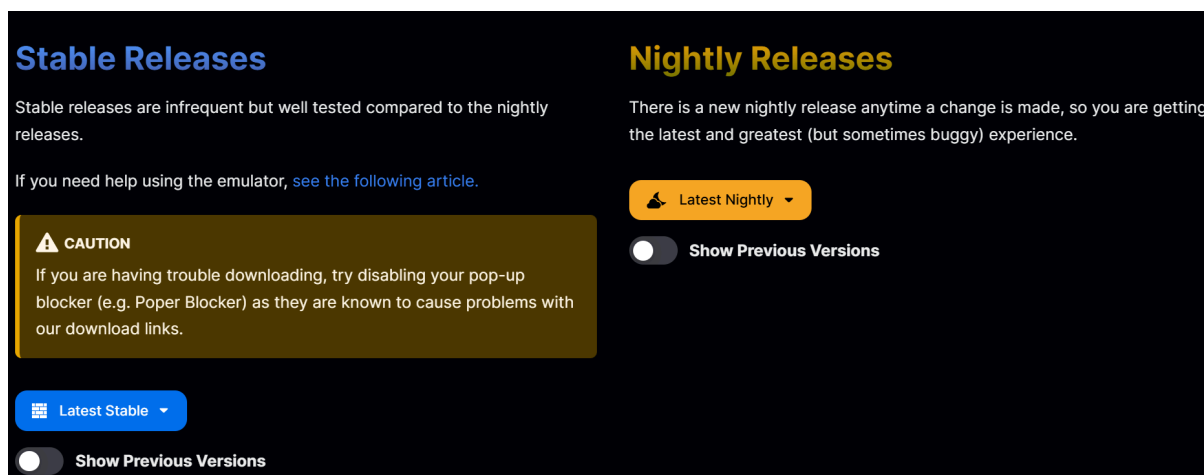 Stable Releases
Stable releases are infrequent but well tested compared to the nightly
releases.
If you need help using the emulator, see the following article.
CAUTION
If you are having trouble downloading, try disabling your pop-up
blocker (e.g. Poper Blocker) as they are known to cause problems with
our download links.
Latest Stable
Show Previous Versions
Nightly Releases
There is a new nightly release anytime a change is made, so you are getting
the latest and greatest (but sometimes buggy) experience.
Latest Nightly
Show Previous Versions